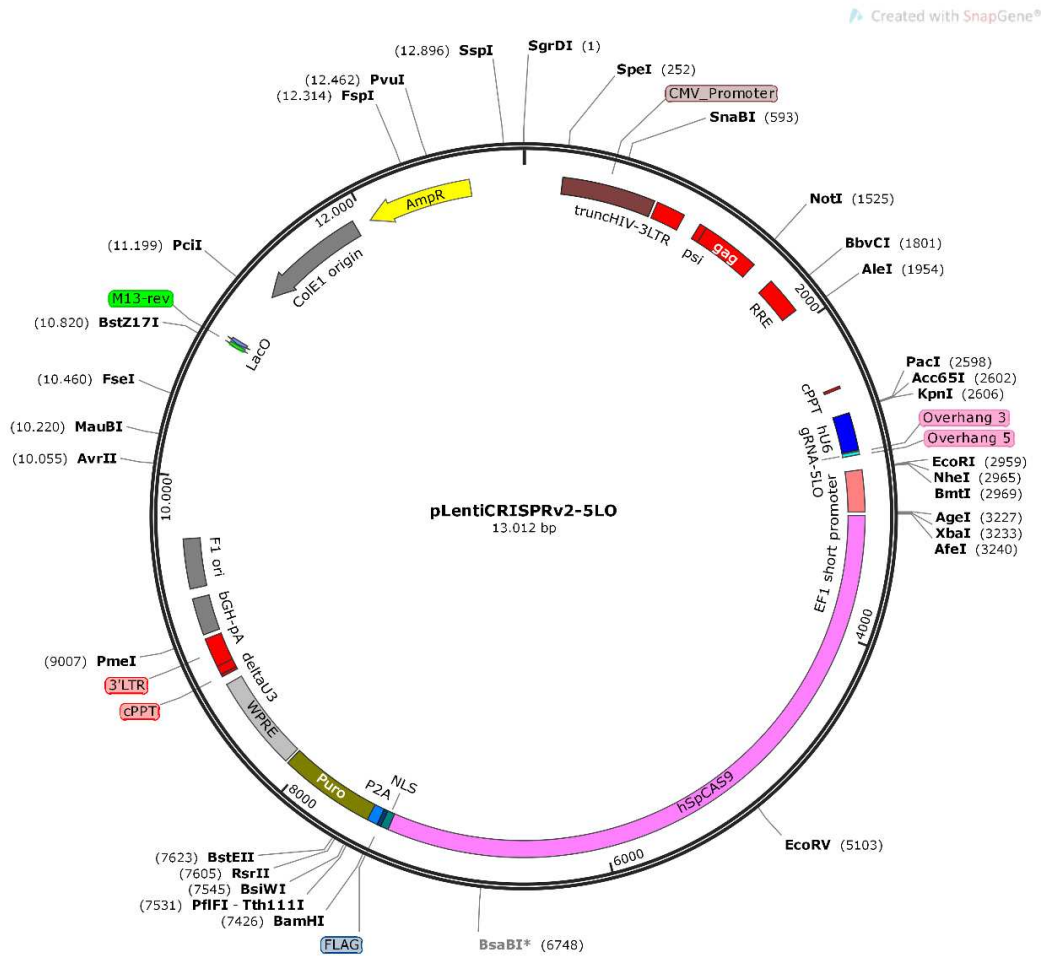 Created with SnapGene®
(12.896) SspI
SgrDI (1)
(12.462) PvuI
(12.314) FspI
SpeI (252)
CMV_Promoter
SnaBI (593)
NotI (1525)
BbvCI (1801)
AleI (1954)
PacI (2598)
Acc65I (2602)
KpnI (2606)
Overhang 3
Overhang 5
EcoRI (2959)
NheI (2965)
BmtI (2969)
AgeI (3227)
XbaI (3233)
AfeI (3240)
EcoRV (5103)
BsaBI* (6748)
FLAG
(7426) BamHI
(7531) PflFI - Tth111I
(7545) BsiWI
(7605) RsrII
(7623) BstEII
cPPT
3'LTR
(9007) PmeI
(10.055) AvrII
(10.220) MauBI
(10.460) FseI
(10.820) BstZ17I
M13-rev
(11.199) PciI
2000
4000
6000
8000
10.000
12.000
truncHIV-3LTR
psi
gag
RRE
cPPT
hU6
gRNA-5LO
EF1 short promoter
hSpCAS9
NLS
P2A
Puro
WPRE
deltaU3
bGH-pA
F1 ori
LacO
ColE1 origin
AmpR
pLentiCRISPRv2-5LO
13.012 bp